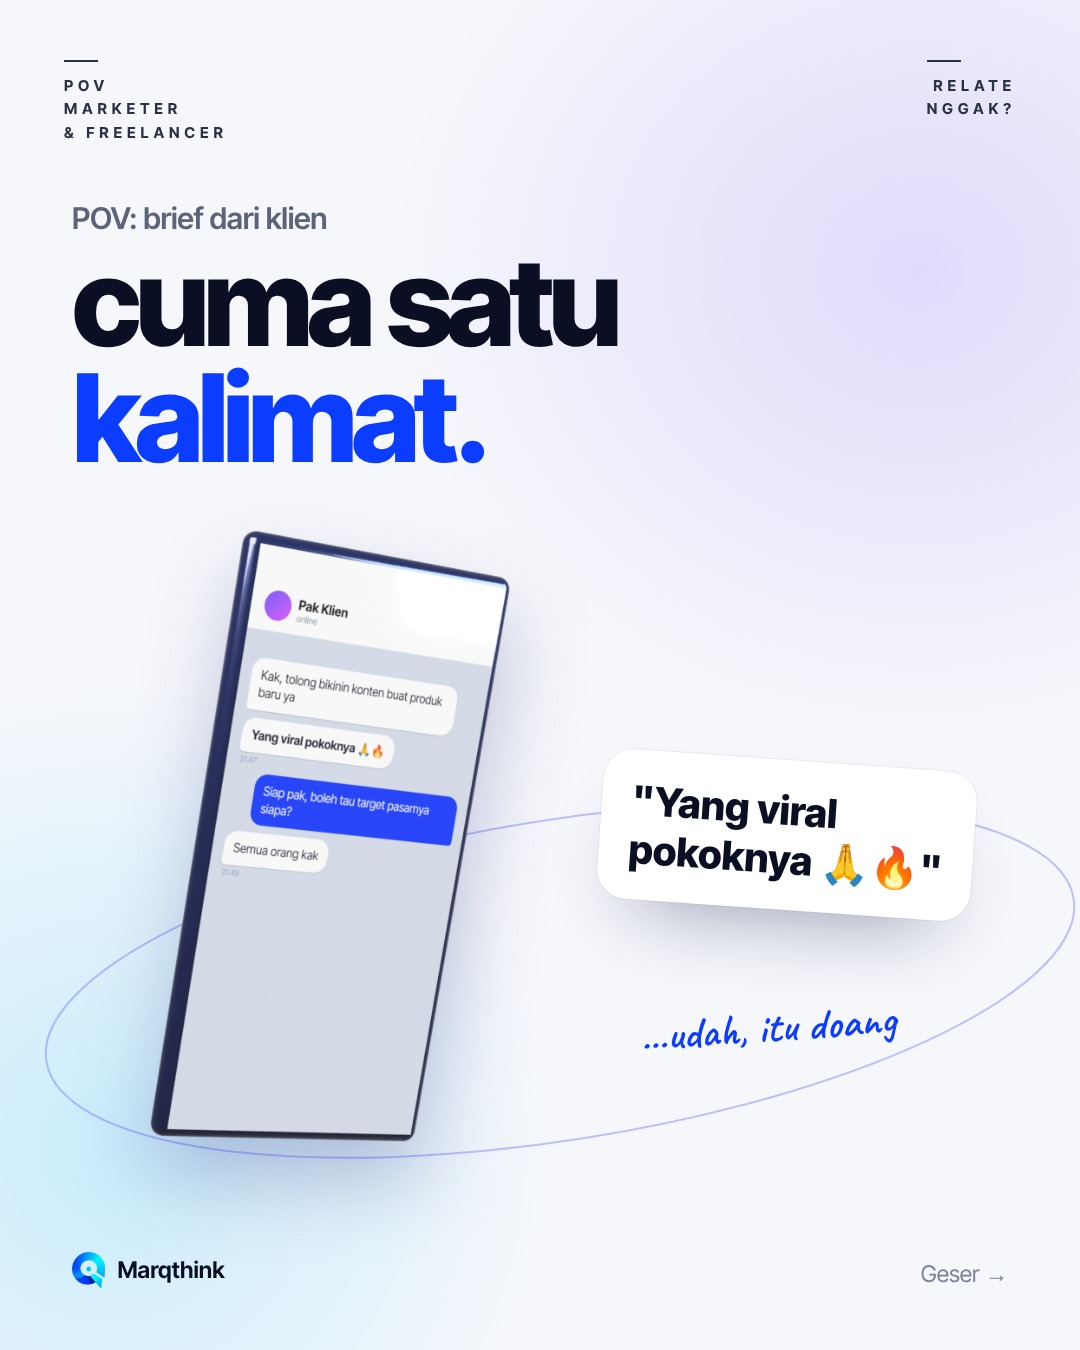 POV
MARKETER
& FREELANCER
RELATE
NGGAK?
POV: brief dari klien
cuma satu
kalimat.
Pak Klien
online
Kak, tolong bikinin konten buat produk
baru ya
Yang viral pokoknya 🙏🔥
21.47
Siap pak, boleh tau target pasarnya
siapa?
Semua orang kak
21.49
"Yang viral
pokoknya 🙏🔥"
...udah, itu doang
Marqthink
Geser →